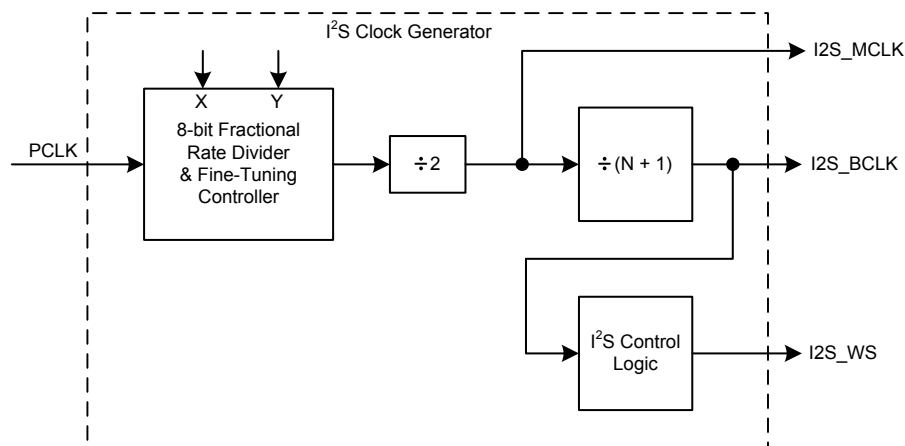 I²S Clock Generator
I2S_MCLK
X Y
8-bit Fractional
Rate Divider
& Fine-Tuning
Controller
PCLK
÷2
÷(N + 1)
I2S_BCLK
I²S Control
Logic
I2S_WS